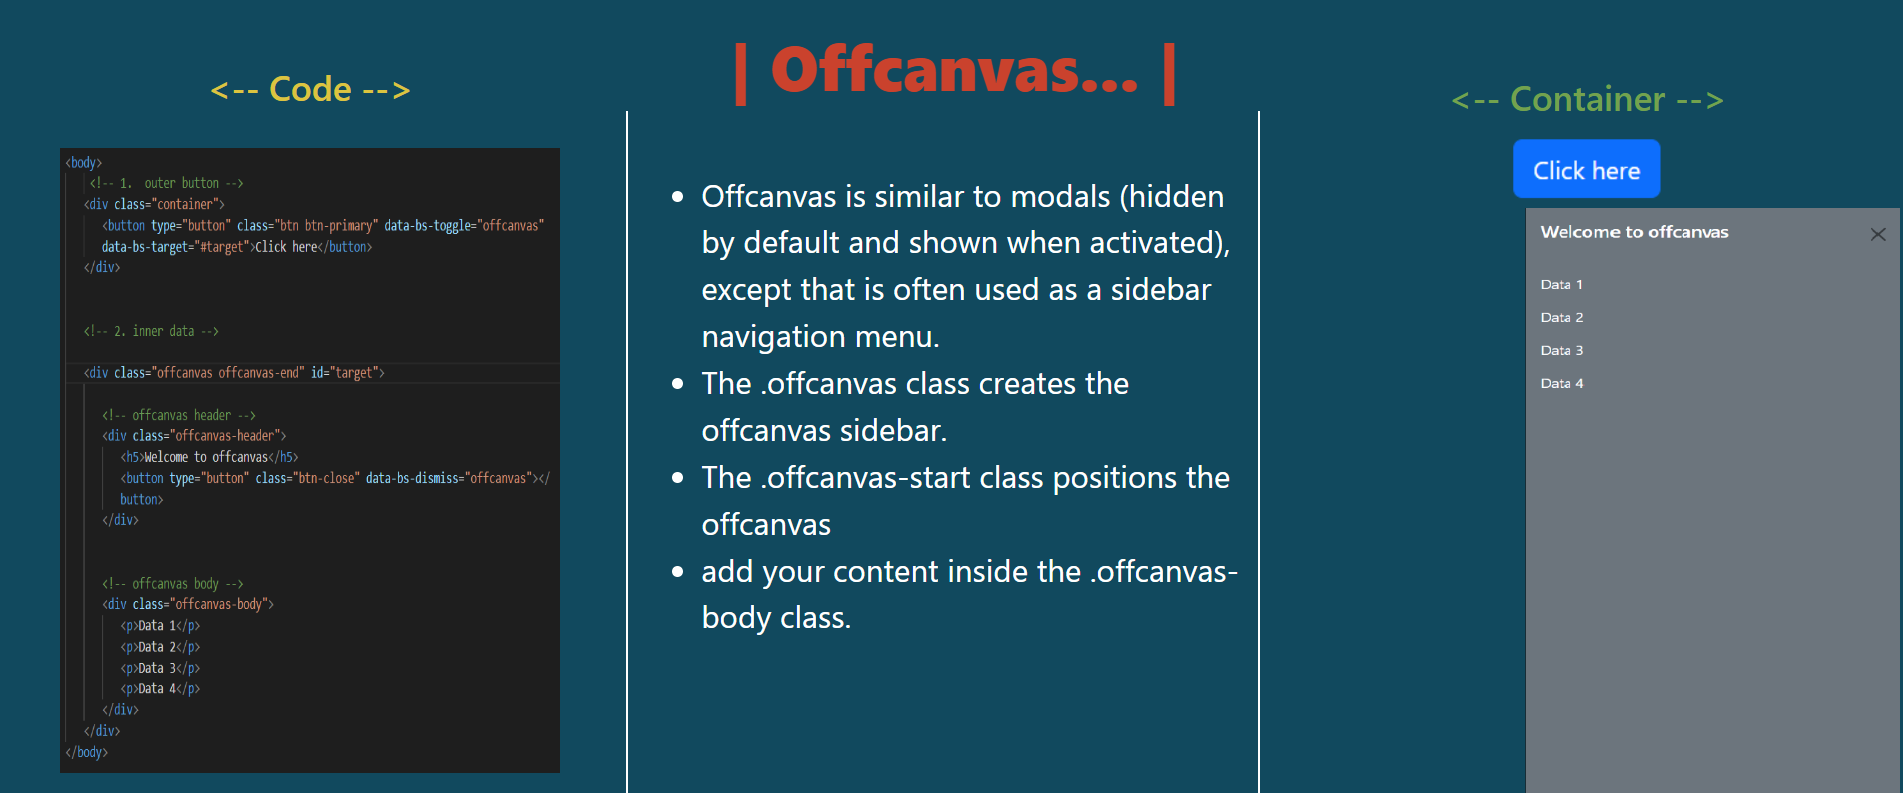 | Offcanvas... |
<-- Code -->
<body>
<!-- 1.  outer button -->
<div class="container">
<button type="button" class="btn btn-primary" data-bs-toggle="offcanvas"
data-bs-target="#target">Click here</button>
</div>
<!-- 2. inner data -->
<div class="offcanvas offcanvas-end" id="target">
<!-- offcanvas header -->
<div class="offcanvas-header">
<h5>Welcome to offcanvas</h5>
<button type="button" class="btn-close" data-bs-dismiss="offcanvas"></
button>
</div>
<!-- offcanvas body -->
<div class="offcanvas-body">
<p>Data 1</p>
<p>Data 2</p>
<p>Data 3</p>
<p>Data 4</p>
</div>
</div>
</body>
• Offcanvas is similar to modals (hidden
by default and shown when activated),
except that is often used as a sidebar
navigation menu.
• The .offcanvas class creates the
offcanvas sidebar.
• The .offcanvas-start class positions the
offcanvas
• add your content inside the .offcanvas-
body class.
<-- Container -->
Click here
Welcome to offcanvas
Data 1
Data 2
Data 3
Data 4